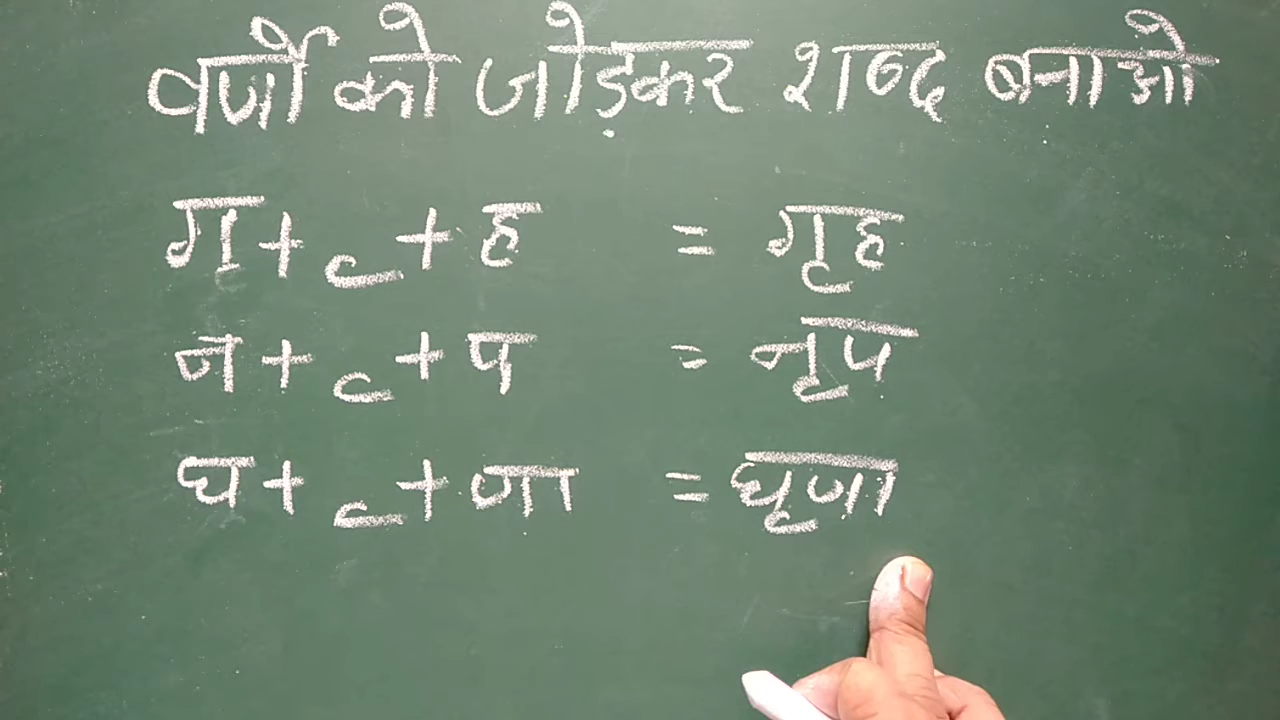 वर्णों को जोड़कर शब्द बनाओ
ग + ृ + ह = गृह
न + ृ + प = नृप
घ + ृ + णा = घृणा